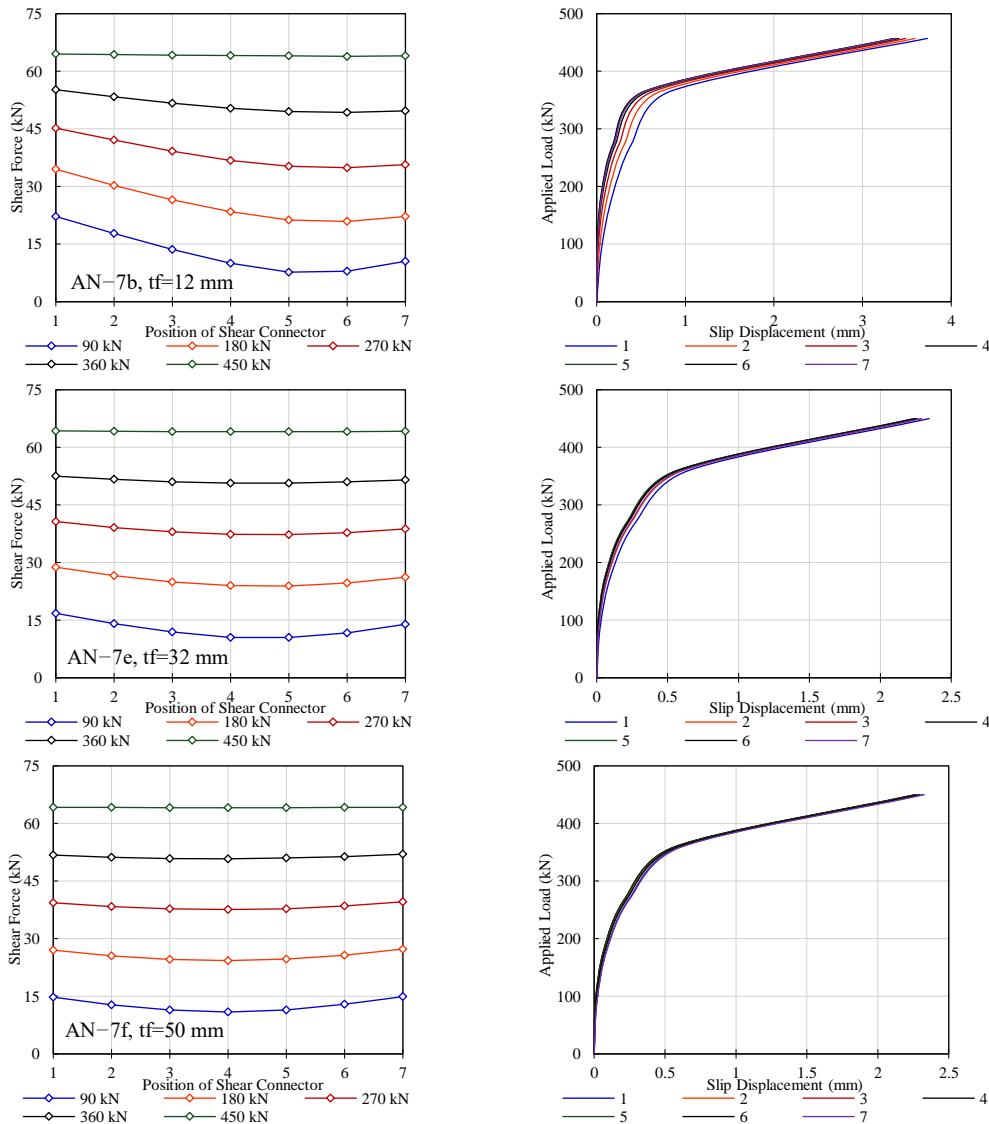 75
60
45
30
15
0
Shear Force (kN)
AN−7b, tf=12 mm
1 2 3 4 5 6 7
Position of Shear Connector
90 kN 180 kN 270 kN
360 kN 450 kN
500
400
300
200
100
0
Applied Load (kN)
0 1 2 3 4
Slip Displacement (mm)
1 2 3 4
5 6 7
75
60
45
30
15
0
Shear Force (kN)
AN−7e, tf=32 mm
1 2 3 4 5 6 7
Position of Shear Connector
90 kN 180 kN 270 kN
360 kN 450 kN
500
400
300
200
100
0
Applied Load (kN)
0 0.5 1 1.5 2 2.5
Slip Displacement (mm)
1 2 3 4
5 6 7
75
60
45
30
15
0
Shear Force (kN)
AN−7f, tf=50 mm
1 2 3 4 5 6 7
Position of Shear Connector
90 kN 180 kN 270 kN
360 kN 450 kN
500
400
300
200
100
0
Applied Load (kN)
0 0.5 1 1.5 2 2.5
Slip Displacement (mm)
1 2 3 4
5 6 7